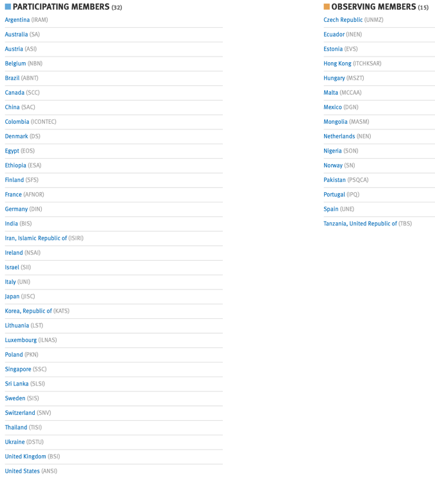 PARTICIPATING MEMBERS (32)
Argentina (IRAM)
Australia (SA)
Austria (ASI)
Belgium (NBN)
Brazil (ABNT)
Canada (SCC)
China (SAC)
Colombia (ICONTEC)
Denmark (DS)
Egypt (EOS)
Ethiopia (ESA)
Finland (SFS)
France (AFNOR)
Germany (DIN)
India (BIS)
Iran, Islamic Republic of (ISIRI)
Ireland (NSAI)
Israel (SII)
Italy (UNI)
Japan (JISC)
Korea, Republic of (KATS)
Lithuania (LST)
Luxembourg (ILNAS)
Poland (PKN)
Singapore (SSC)
Sri Lanka (SLSI)
Sweden (SIS)
Switzerland (SNV)
Thailand (TISI)
Ukraine (DSTU)
United Kingdom (BSI)
United States (ANSI)
OBSERVING MEMBERS (15)
Czech Republic (UNMZ)
Ecuador (INEN)
Estonia (EVS)
Hong Kong (ITCHKSAR)
Hungary (MSZT)
Malta (MCCAA)
Mexico (DGN)
Mongolia (MASM)
Netherlands (NEN)
Nigeria (SON)
Norway (SN)
Pakistan (PSQCA)
Portugal (IPQ)
Spain (UNE)
Tanzania, United Republic of (TBS)